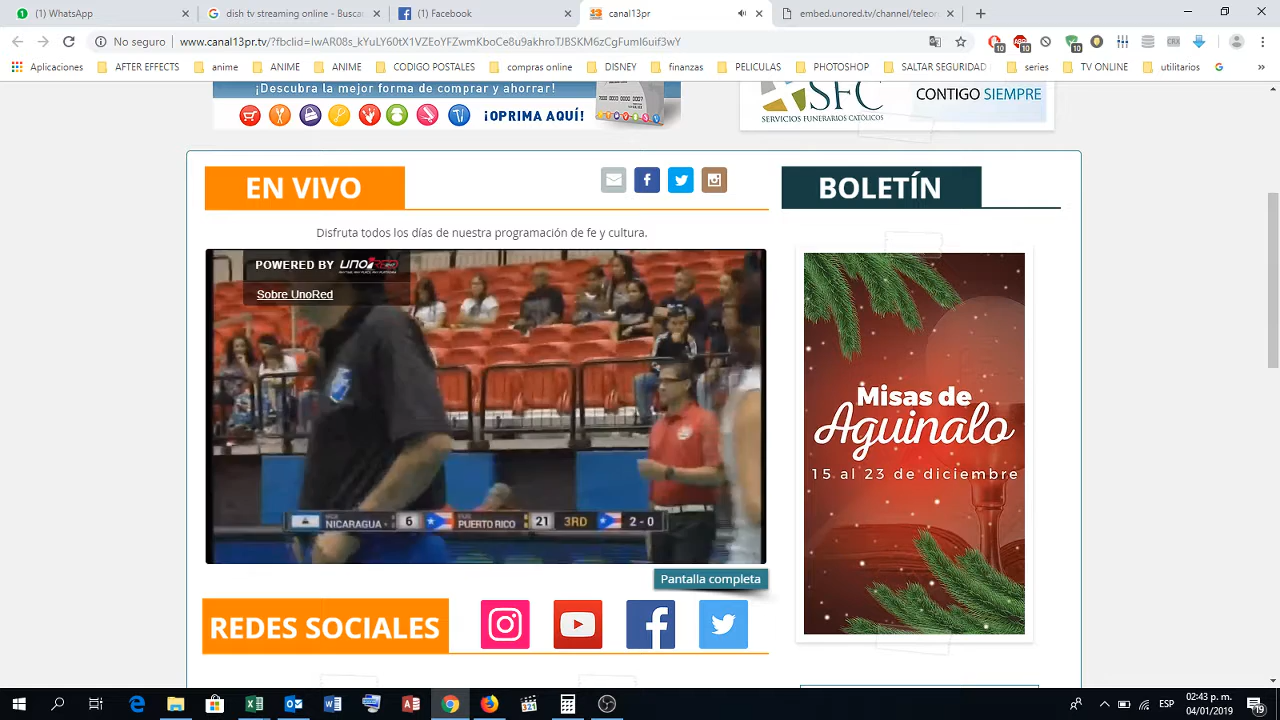 (1) WhatsApp
dish tv streaming online - Buscar
(1) Facebook
canal13pr
embed.unored.tv/channel/teleor
No seguro
www.canal13pr.tv/?fbclid=IwAR08s_kYuLY60tX1VZEoYFZwmKboCe8u9akhroTJBSKM6zCgFumI6uif3wY
Aplicaciones
AFTER EFFECTS
anime
ANIME
ANIME
CODIGO POSTALES
compras online
DISNEY
finanzas
PELICULAS
PHOTOSHOP
SALTAR SEGURIDAD
series
TV ONLINE
utilitarios
¡Descubra la mejor forma de comprar y ahorrar!
¡OPRIMA AQUÍ!
SFC
SERVICIOS FUNERARIOS CATÓLICOS
CONTIGO SIEMPRE
EN VIVO
BOLETÍN
Disfruta todos los días de nuestra programación de fe y cultura.
POWERED BY UNORED
Sobre UnoRed
NICARAGUA 6 PUERTO RICO 21 3RD 2 - 0
Misas de
Aguinalo
15 al 23 de diciembre
Pantalla completa
REDES SOCIALES
ESP
02:43 p. m.
04/01/2019